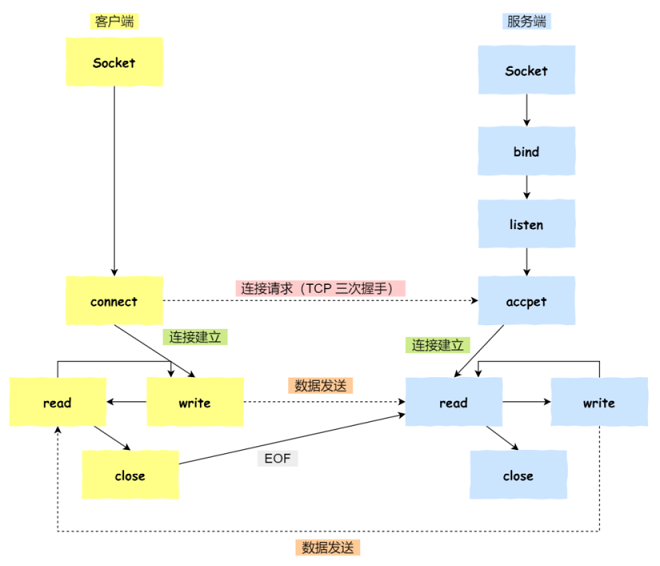 客户端
服务端
Socket
Socket
bind
listen
connect
连接请求（TCP 三次握手）
accpet
连接建立
连接建立
read
write
数据发送
read
write
close
EOF
close
数据发送